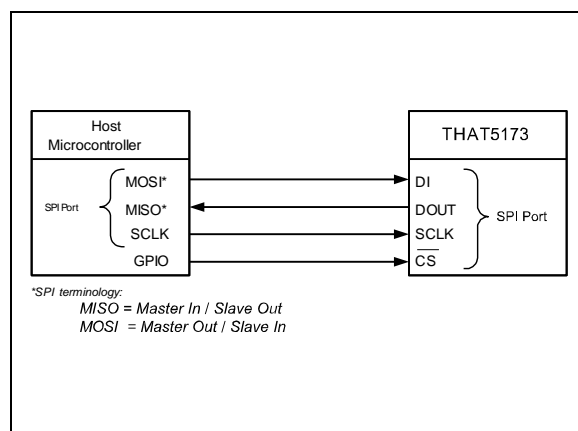 Host
Microcontroller
THAT5173
MOSI*
DI
SPI Port
MISO*
DOUT
SPI Port
SCLK
SCLK
GPIO
CS
*SPI terminology:
MISO = Master In / Slave Out
MOSI = Master Out / Slave In